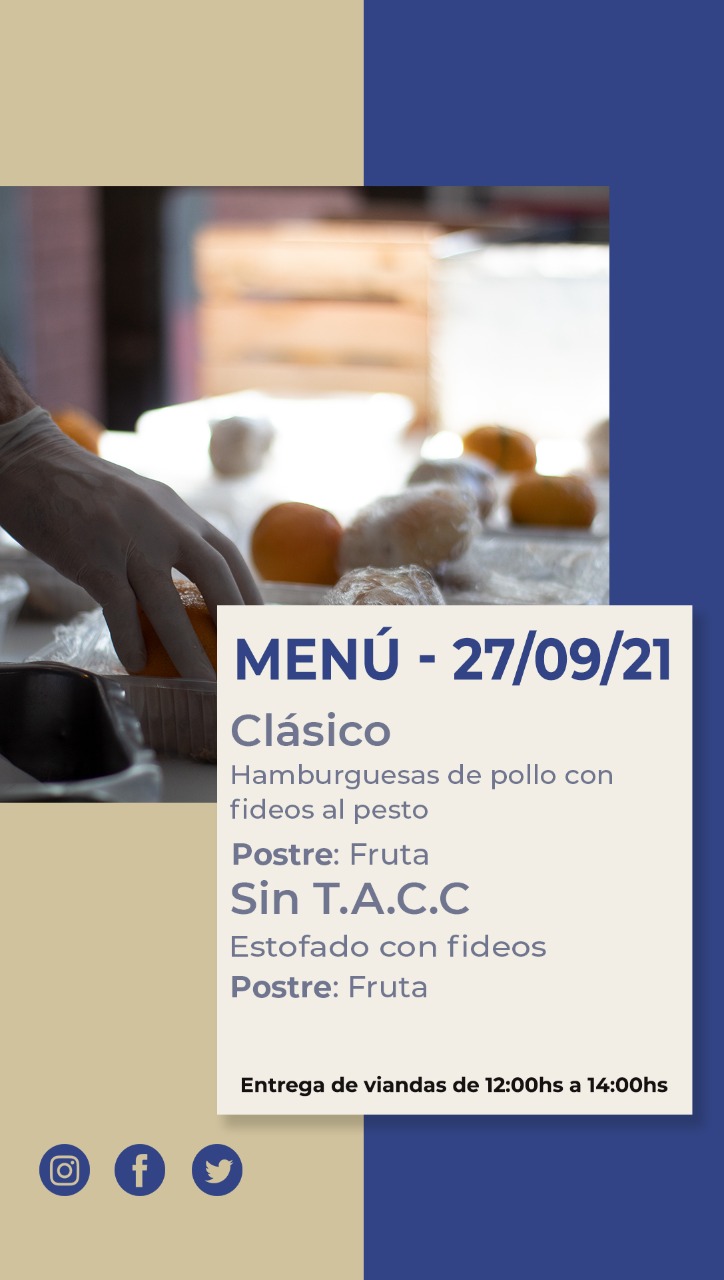 MENÚ - 27/09/21
Clásico
Hamburguesas de pollo con
fideos al pesto
Postre: Fruta
Sin T.A.C.C
Estofado con fideos
Postre: Fruta
Entrega de viandas de 12:00hs a 14:00hs